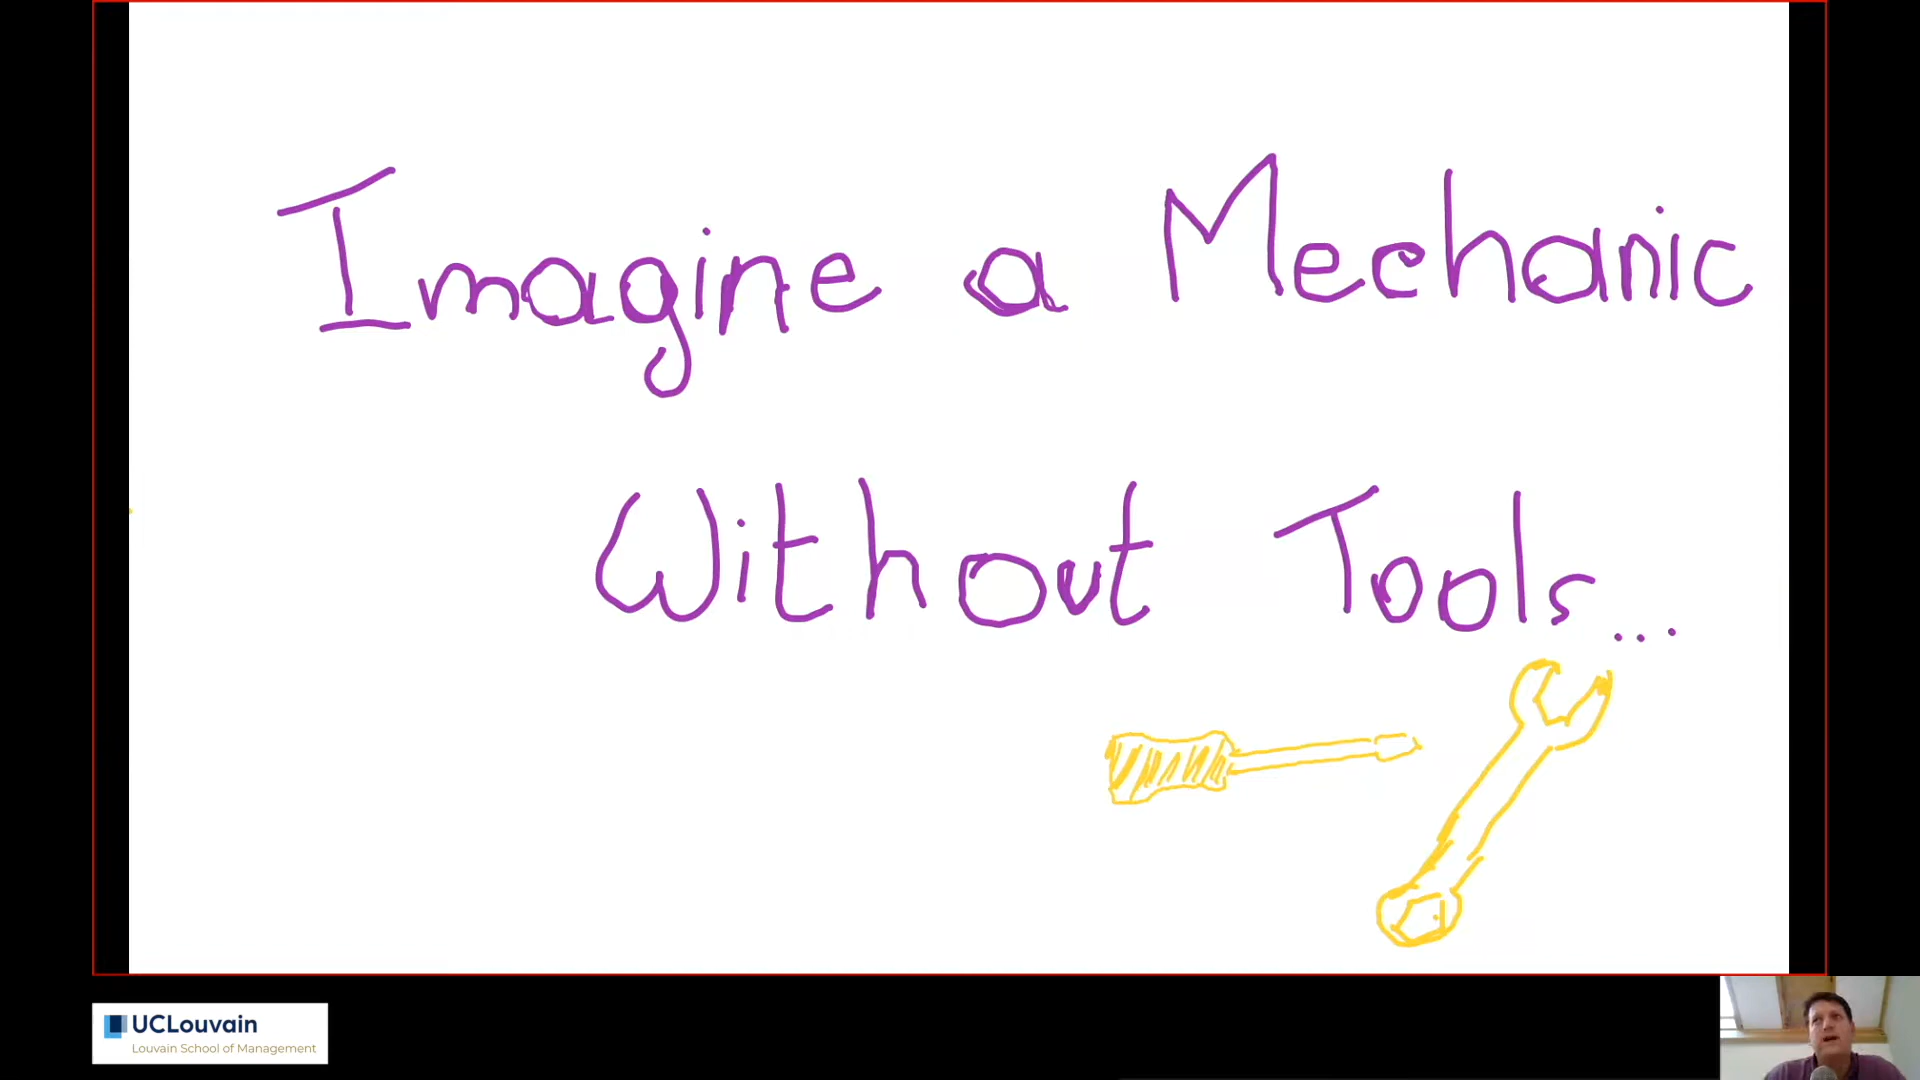 Imagine a Mechanic
Without Tools...
UCLouvain
Louvain School of Management